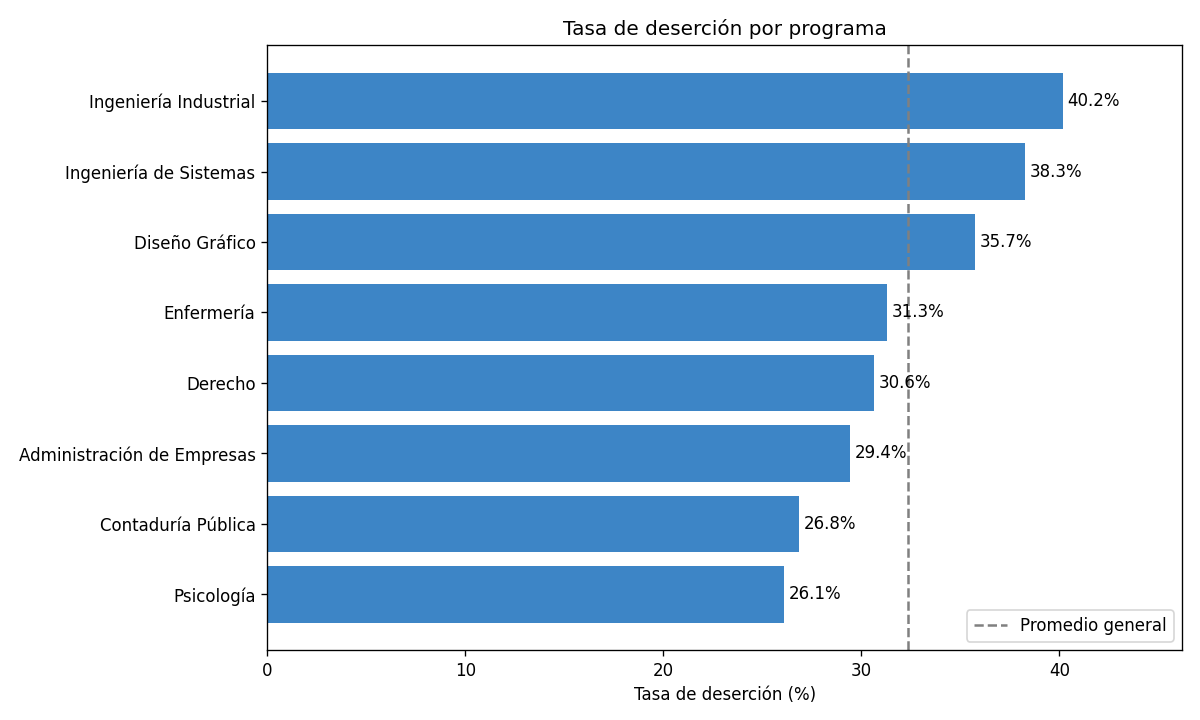 Tasa de deserción por programa
Ingeniería Industrial
40.2%
Ingeniería de Sistemas
38.3%
Diseño Gráfico
35.7%
Enfermería
31.3%
Derecho
30.6%
Administración de Empresas
29.4%
Contaduría Pública
26.8%
Psicología
26.1%
Promedio general
0 10 20 30 40
Tasa de deserción (%)